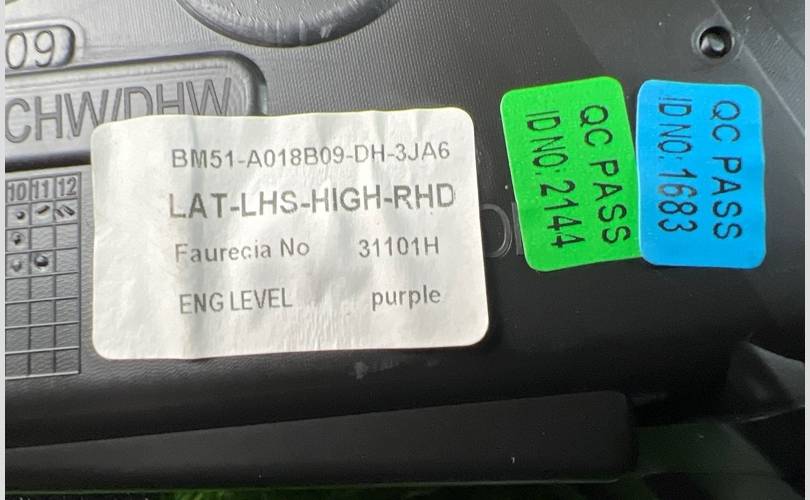 09
CHW/DHW
10 11 12
BM51-A018B09-DH-3JA6
LAT-LHS-HIGH-RHD
Faurecia No 31101H
ENG LEVEL purple
QC PASS
ID NO: 2144
QC PASS
ID NO: 1683